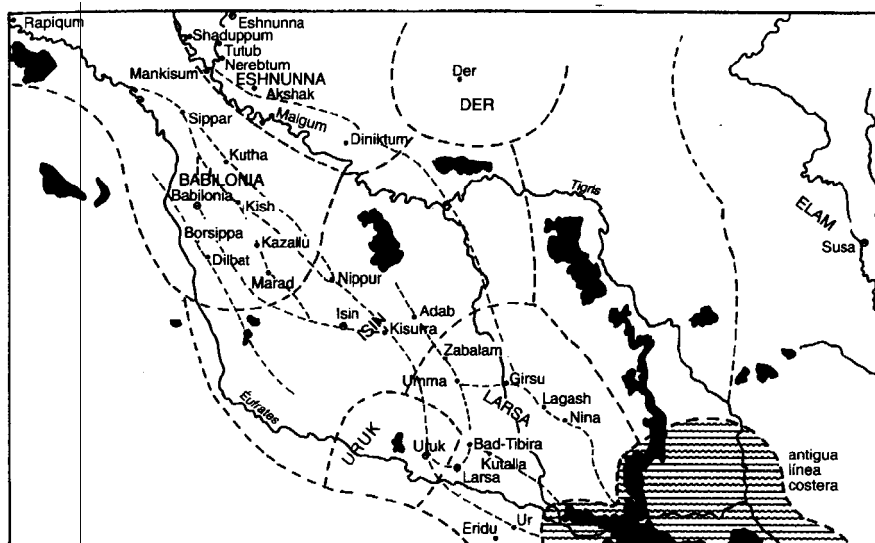 Rapiqum
Eshnunna
Shaduppum
Tutub
Nerebtum
Mankisum
ESHNUNNA
Akshak
Der
DER
Sippar
Malgum
Diniktum
Kutha
BABILONIA
Babilonia
Kish
Tigris
ELAM
Susa
Borsippa
Kazallu
Dilbat
Marad
Nippur
Isin
ISIN
Adab
Kisurra
Zabalam
Umma
Girsu
LARSA
Lagash
Nina
Éufrates
URUK
Uruk
Bad-Tibira
Kutalla
Larsa
antigua
línea
costera
Ur
Eridu